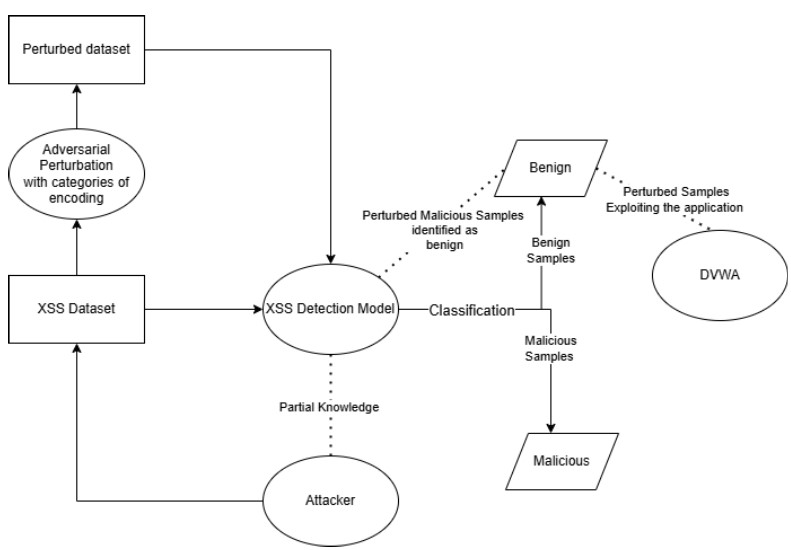 Perturbed dataset
Adversarial
Perturbation
with categories of
encoding
Benign
Perturbed Samples
Exploiting the application
Perturbed Malicious Samples
identified as
benign
Benign
Samples
DVWA
XSS Dataset
XSS Detection Model
Classification
Malicious
Samples
Partial Knowledge
Malicious
Attacker